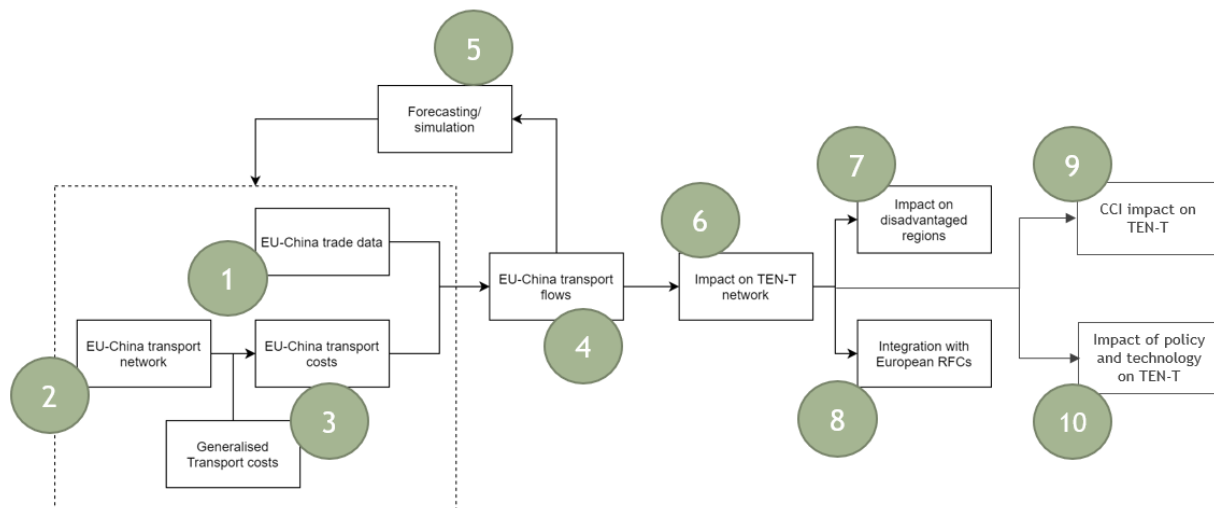 5
Forecasting/
simulation
1
EU-China trade data
2
EU-China transport
network
EU-China transport
costs
3
Generalised
Transport costs
EU-China transport
flows
4
6
Impact on TEN-T
network
7
Impact on
disadvantaged
regions
8
Integration with
European RFCs
9
CCI impact on
TEN-T
10
Impact of policy
and technology
on TEN-T